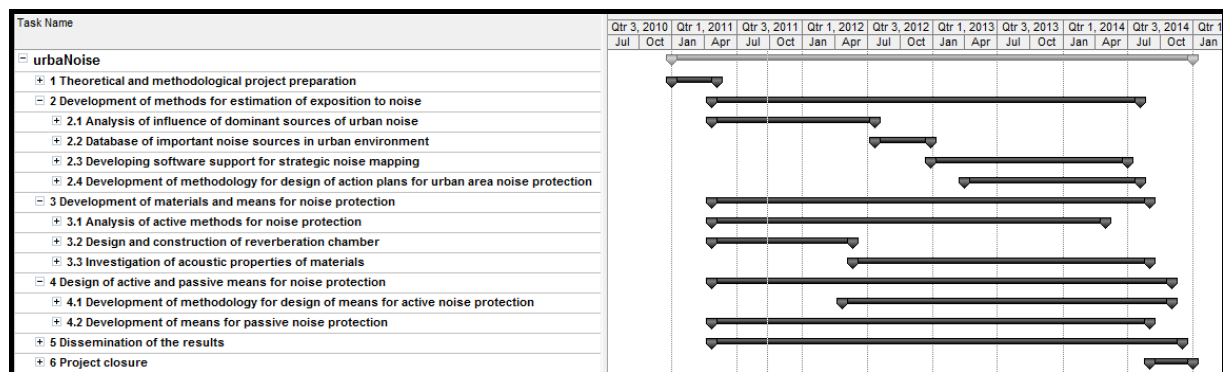 Task Name
Qtr 3, 2010 Qtr 1, 2011 Qtr 3, 2011 Qtr 1, 2012 Qtr 3, 2012 Qtr 1, 2013 Qtr 3, 2013 Qtr 1, 2014 Qtr 3, 2014 Qtr 1
Jul Oct Jan Apr Jul Oct Jan Apr Jul Oct Jan Apr Jul Oct Jan Apr Jul Oct Jan
urbaNoise
1 Theoretical and methodological project preparation
2 Development of methods for estimation of exposition to noise
2.1 Analysis of influence of dominant sources of urban noise
2.2 Database of important noise sources in urban environment
2.3 Developing software support for strategic noise mapping
2.4 Development of methodology for design of action plans for urban area noise protection
3 Development of materials and means for noise protection
3.1 Analysis of active methods for noise protection
3.2 Design and construction of reverberation chamber
3.3 Investigation of acoustic properties of materials
4 Design of active and passive means for noise protection
4.1 Development of methodology for design of means for active noise protection
4.2 Development of means for passive noise protection
5 Dissemination of the results
6 Project closure